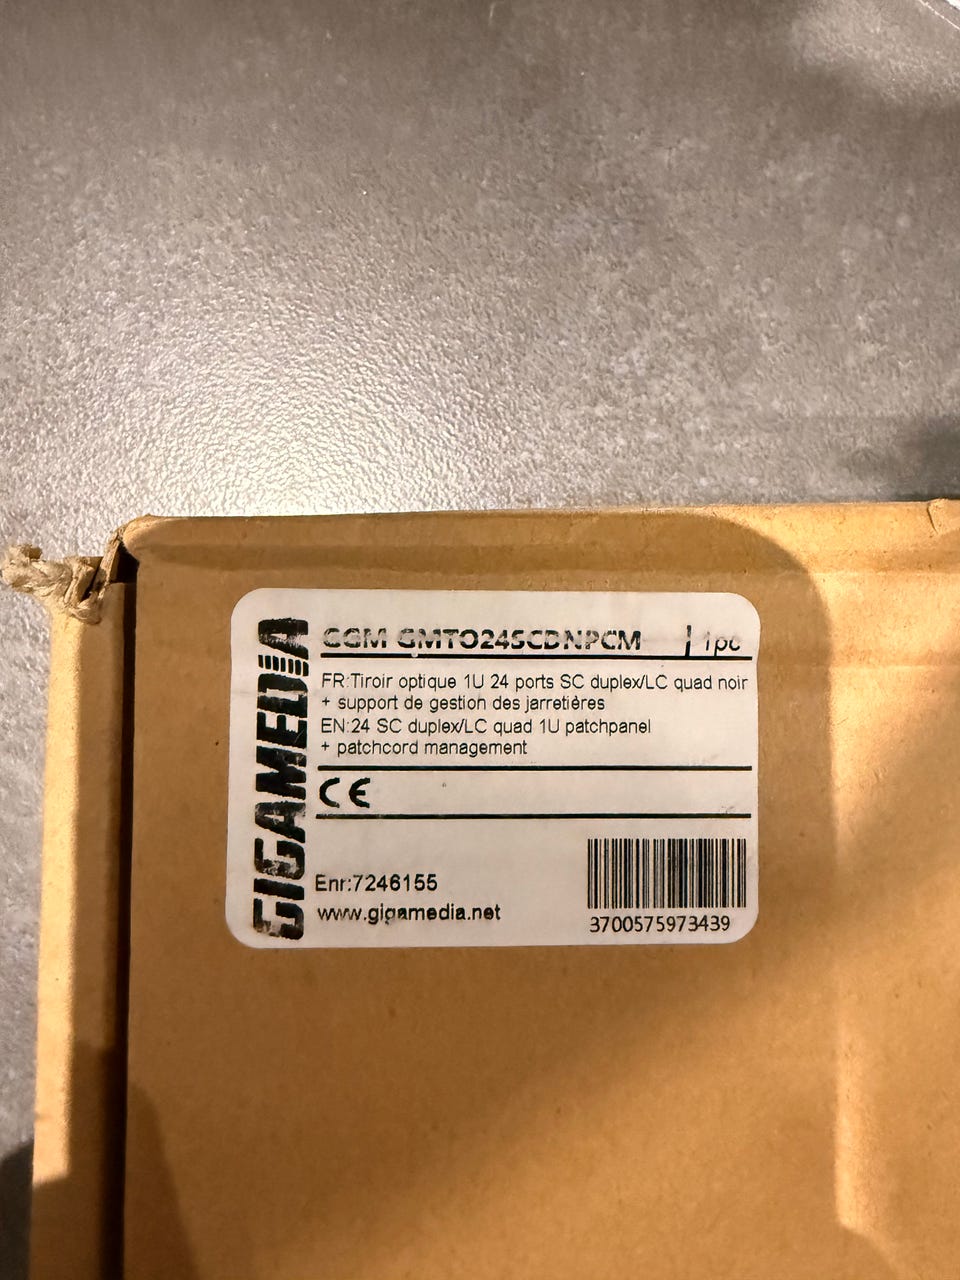 GIGAMEDIA
CGM GMTO24SCDNPCM | 1pc
FR:Tiroir optique 1U 24 ports SC duplex/LC quad noir
+ support de gestion des jarretières
EN:24 SC duplex/LC quad 1U patchpanel
+ patchcord management
CE
Enr:7246155
www.gigamedia.net
3700575973439